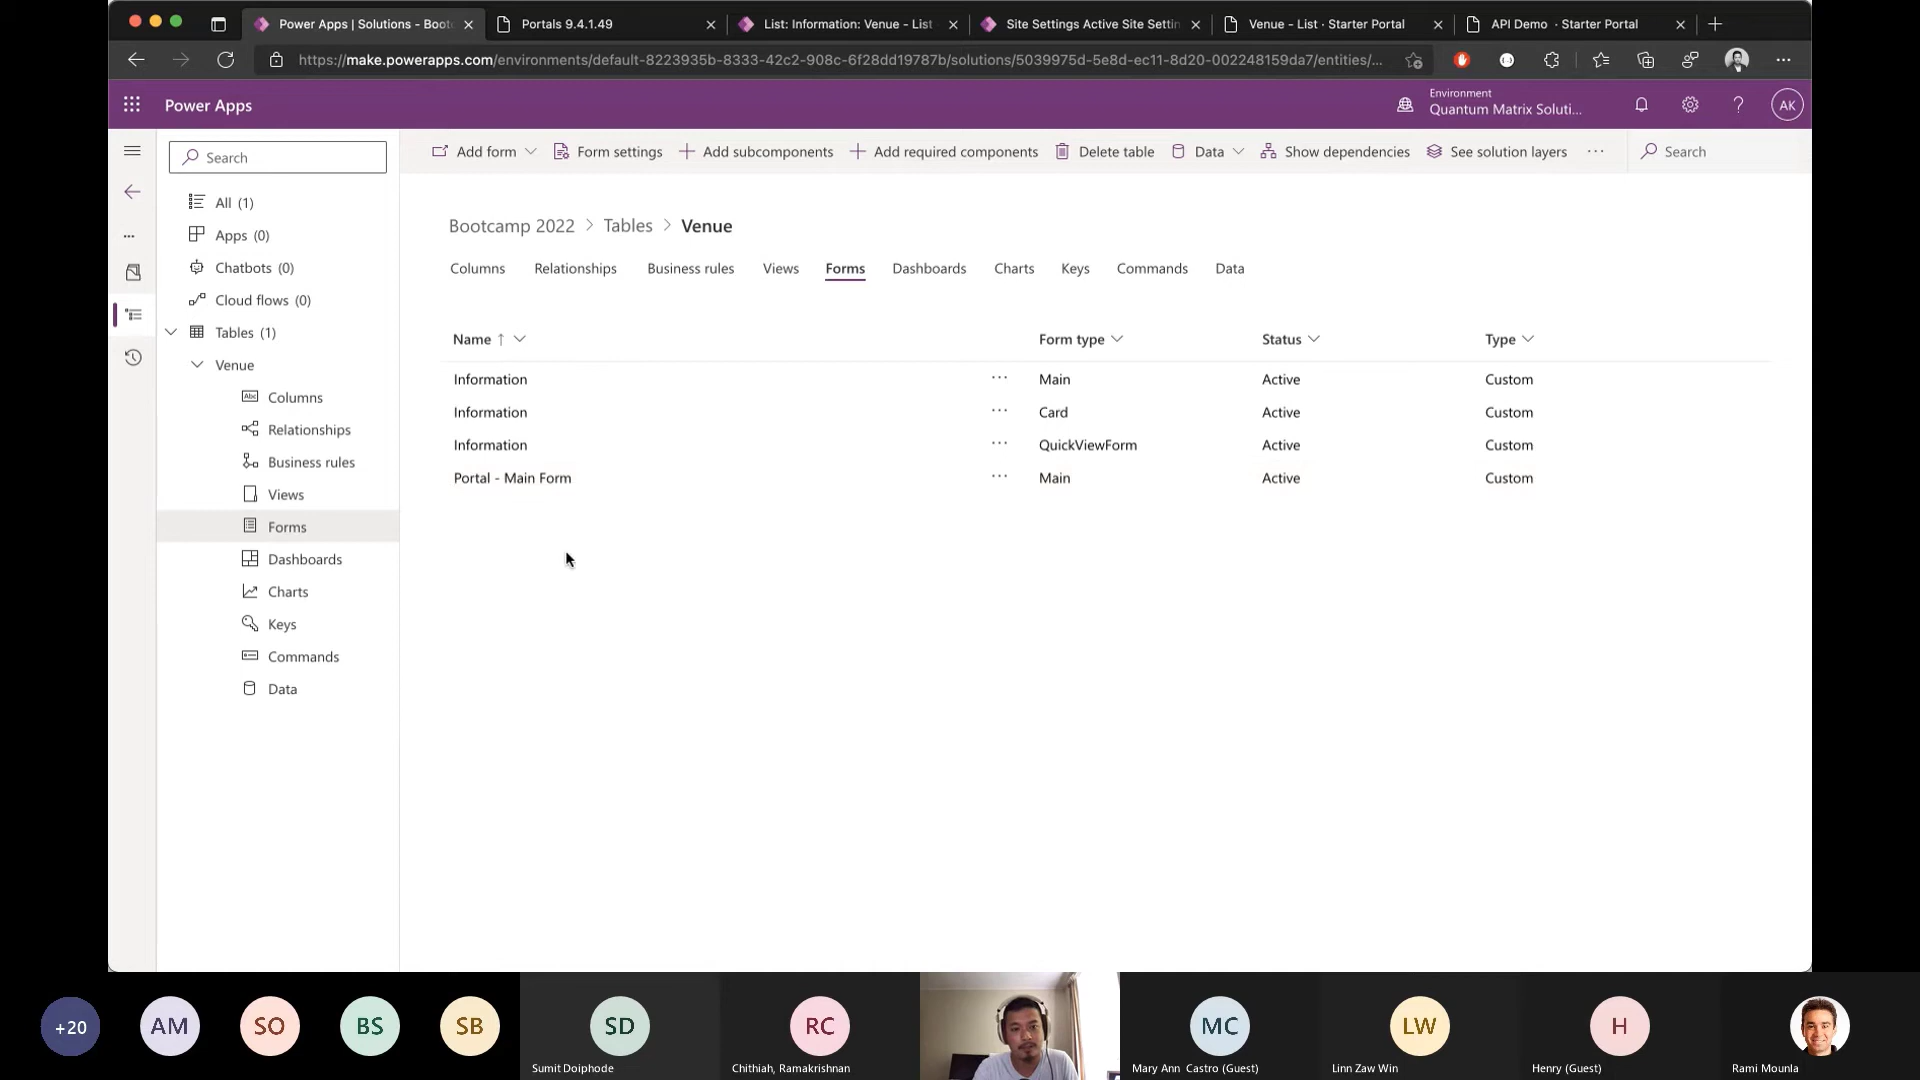 Power Apps | Solutions - Bootc
Portals 9.4.1.49
List: Information: Venue - List
Site Settings Active Site Settin
Venue - List · Starter Portal
API Demo · Starter Portal
https://make.powerapps.com/environments/default-8223935b-8333-42c2-908c-6f28dd19787b/solutions/5039975d-5e8d-ec11-8d20-002248159da7/entities/...
Power Apps
Environment
Quantum Matrix Soluti...
AK
Search
Add form
Form settings
Add subcomponents
Add required components
Delete table
Data
Show dependencies
See solution layers
Search
All (1)
Apps (0)
Chatbots (0)
Cloud flows (0)
Tables (1)
Venue
Columns
Relationships
Business rules
Views
Forms
Dashboards
Charts
Keys
Commands
Data
Bootcamp 2022 > Tables > Venue
Columns Relationships Business rules Views Forms Dashboards Charts Keys Commands Data
Name ↑ Form type Status Type
Information ... Main Active Custom
Information ... Card Active Custom
Information ... QuickViewForm Active Custom
Portal - Main Form ... Main Active Custom
+20
AM
SO
BS
SB
SD
Sumit Doiphode
RC
Chithiah, Ramakrishnan
MC
Mary Ann Castro (Guest)
LW
Linn Zaw Win
H
Henry (Guest)
Rami Mounla